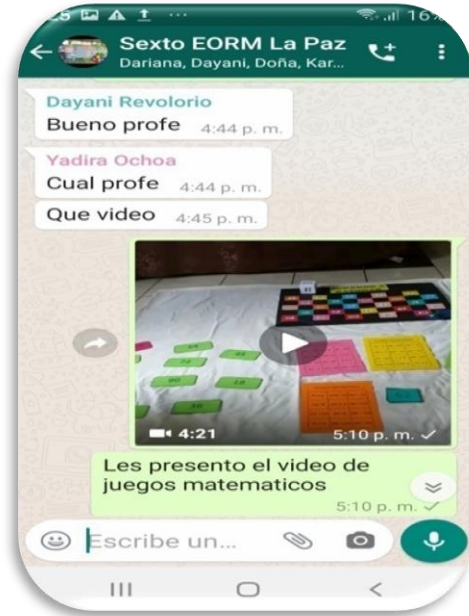 16%
Sexto EORM La Paz
Dariana, Dayani, Doña, Kar...
Dayani Revolorio
Bueno profe 4:44 p. m.
Yadira Ochoa
Cual profe 4:44 p. m.
Que video 4:45 p. m.
4:21 5:10 p. m.
Les presento el video de
juegos matematicos
5:10 p. m.
Escribe un...